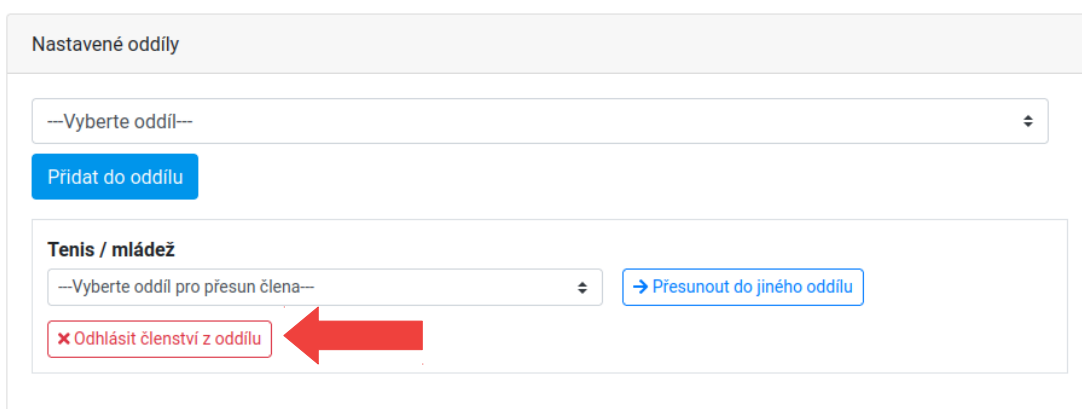 Nastavené oddíly
---Vyberte oddíl---
Přidat do oddílu
Tenis / mládež
---Vyberte oddíl pro přesun člena---
Přesunout do jiného oddílu
Odhlásit členství z oddílu